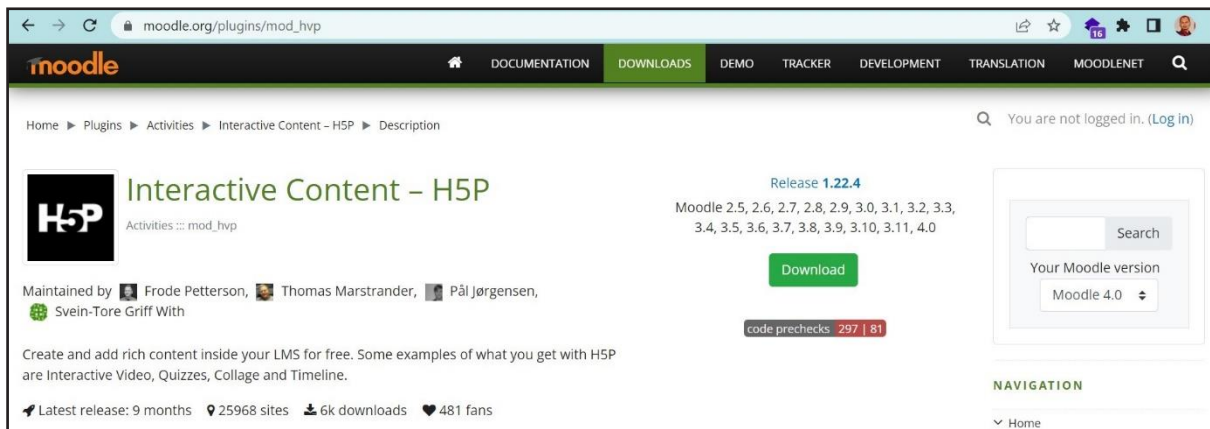 moodle.org/plugins/mod_hvp
16
moodle
DOCUMENTATION DOWNLOADS DEMO TRACKER DEVELOPMENT TRANSLATION MOODLENET
Home ▶ Plugins ▶ Activities ▶ Interactive Content – H5P ▶ Description
You are not logged in. (Log in)
H5P
Interactive Content – H5P
Activities ::: mod_hvp
Release 1.22.4
Moodle 2.5, 2.6, 2.7, 2.8, 2.9, 3.0, 3.1, 3.2, 3.3,
3.4, 3.5, 3.6, 3.7, 3.8, 3.9, 3.10, 3.11, 4.0
Download
code prechecks 297 | 81
Search
Your Moodle version
Moodle 4.0
Maintained by Frode Petterson, Thomas Marstrander, Pål Jørgensen,
Svein-Tore Griff With
Create and add rich content inside your LMS for free. Some examples of what you get with H5P
are Interactive Video, Quizzes, Collage and Timeline.
Latest release: 9 months 25968 sites 6k downloads 481 fans
NAVIGATION
Home